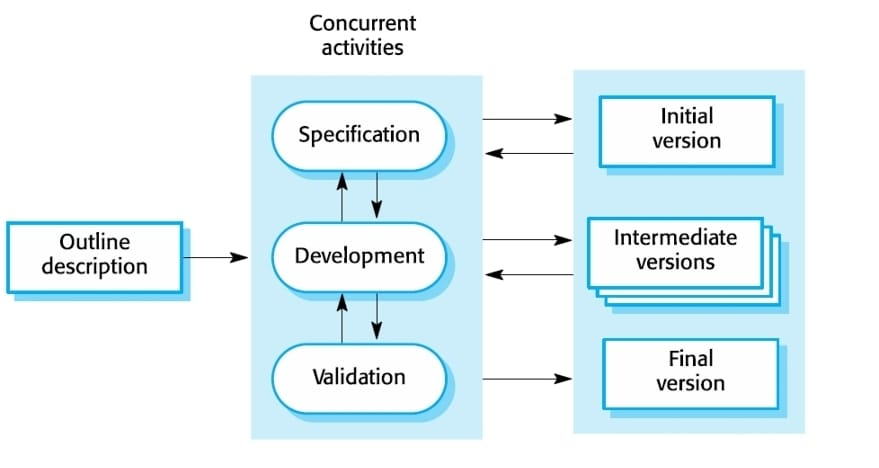 Concurrent
activities
Specification
Initial
version
Outline
description
Development
Intermediate
versions
Validation
Final
version